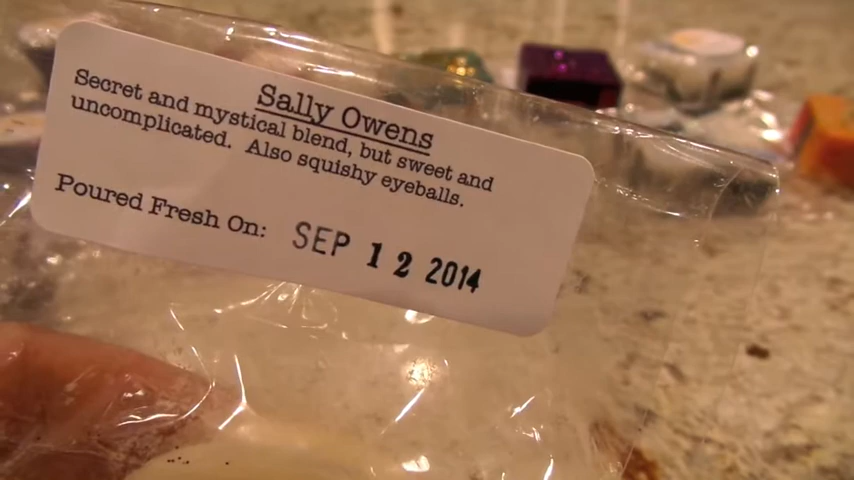 Sally Owens
Secret and mystical blend, but sweet and
uncomplicated. Also squishy eyeballs.
Poured Fresh On: SEP 12 2014